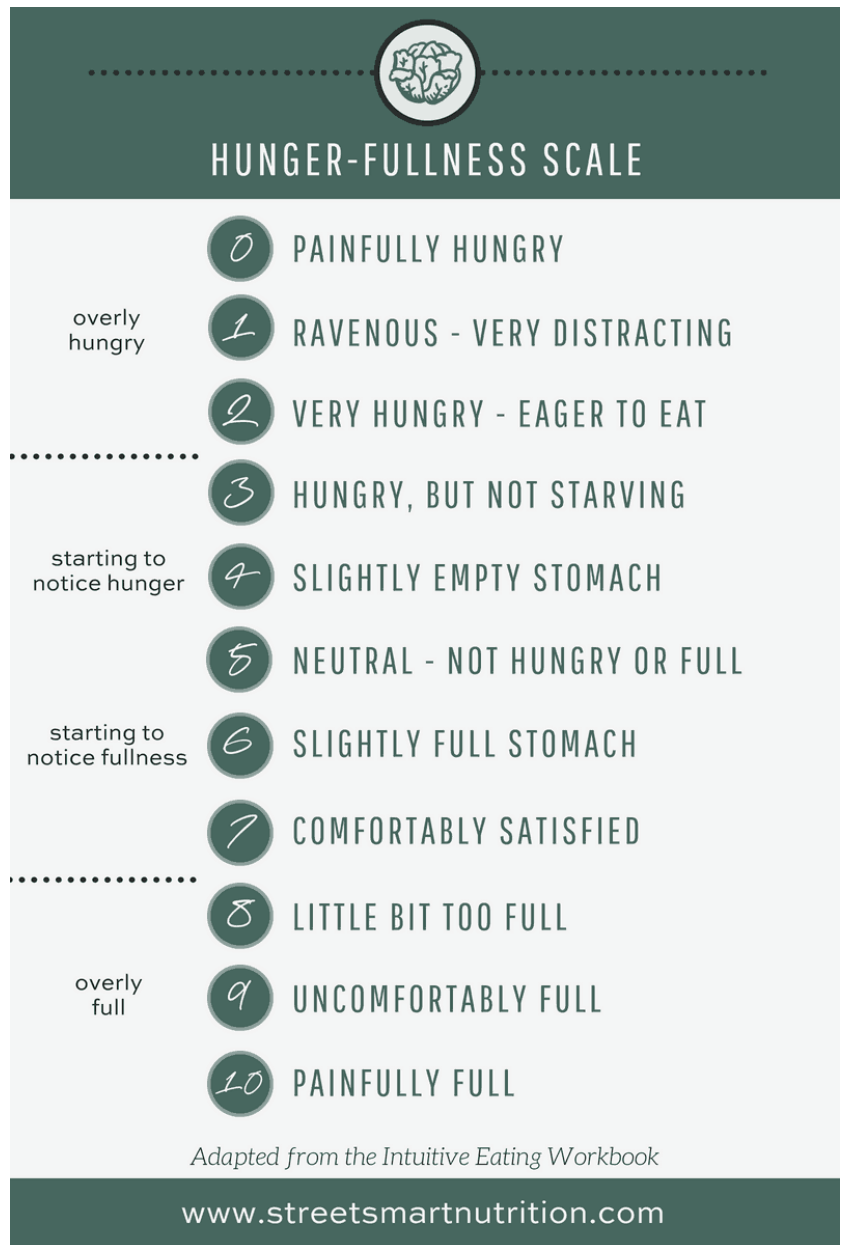 HUNGER-FULLNESS SCALE
0 PAINFULLY HUNGRY
overly
hungry
1 RAVENOUS - VERY DISTRACTING
2 VERY HUNGRY - EAGER TO EAT
3 HUNGRY, BUT NOT STARVING
starting to
notice hunger
4 SLIGHTLY EMPTY STOMACH
5 NEUTRAL - NOT HUNGRY OR FULL
starting to
notice fullness
6 SLIGHTLY FULL STOMACH
7 COMFORTABLY SATISFIED
8 LITTLE BIT TOO FULL
overly
full
9 UNCOMFORTABLY FULL
10 PAINFULLY FULL
Adapted from the Intuitive Eating Workbook
www.streetsmartnutrition.com